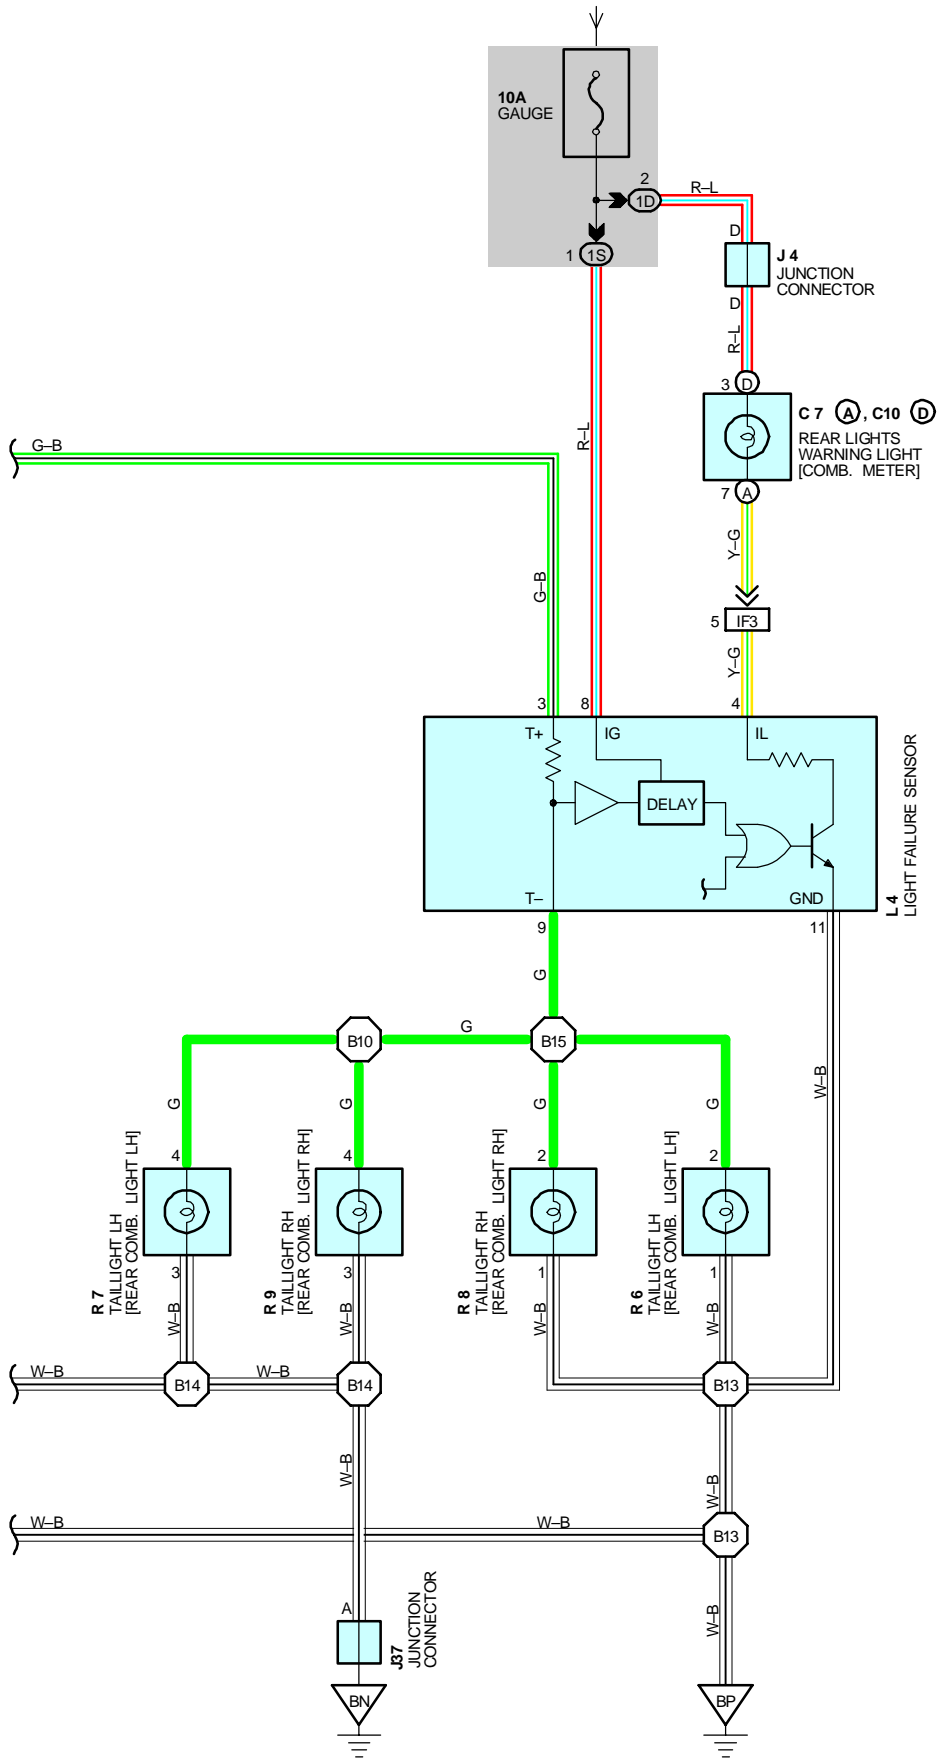 10A
GAUGE
2
1D
R–L
1
1S
D
J 4
JUNCTION
CONNECTOR
D
R–L
3
D
C 7 A , C10 D
REAR LIGHTS
WARNING LIGHT
[COMB. METER]
7
A
G–B
R–L
Y–G
G–B
5
IF3
Y–G
3
8
4
T+
IG
IL
DELAY
T–
GND
L 4
LIGHT FAILURE SENSOR
9
11
G
B10
G
B15
W–B
G
G
G
G
4
4
2
2
R 7
TAILLIGHT LH
[REAR COMB. LIGHT LH]
R 9
TAILLIGHT RH
[REAR COMB. LIGHT RH]
R 8
TAILLIGHT RH
[REAR COMB. LIGHT RH]
R 6
TAILLIGHT LH
[REAR COMB. LIGHT LH]
3
3
1
1
W–B
W–B
W–B
W–B
W–B
B14
W–B
B14
B13
W–B
W–B
W–B
W–B
B13
A
J37
JUNCTION
CONNECTOR
W–B
BN
BP